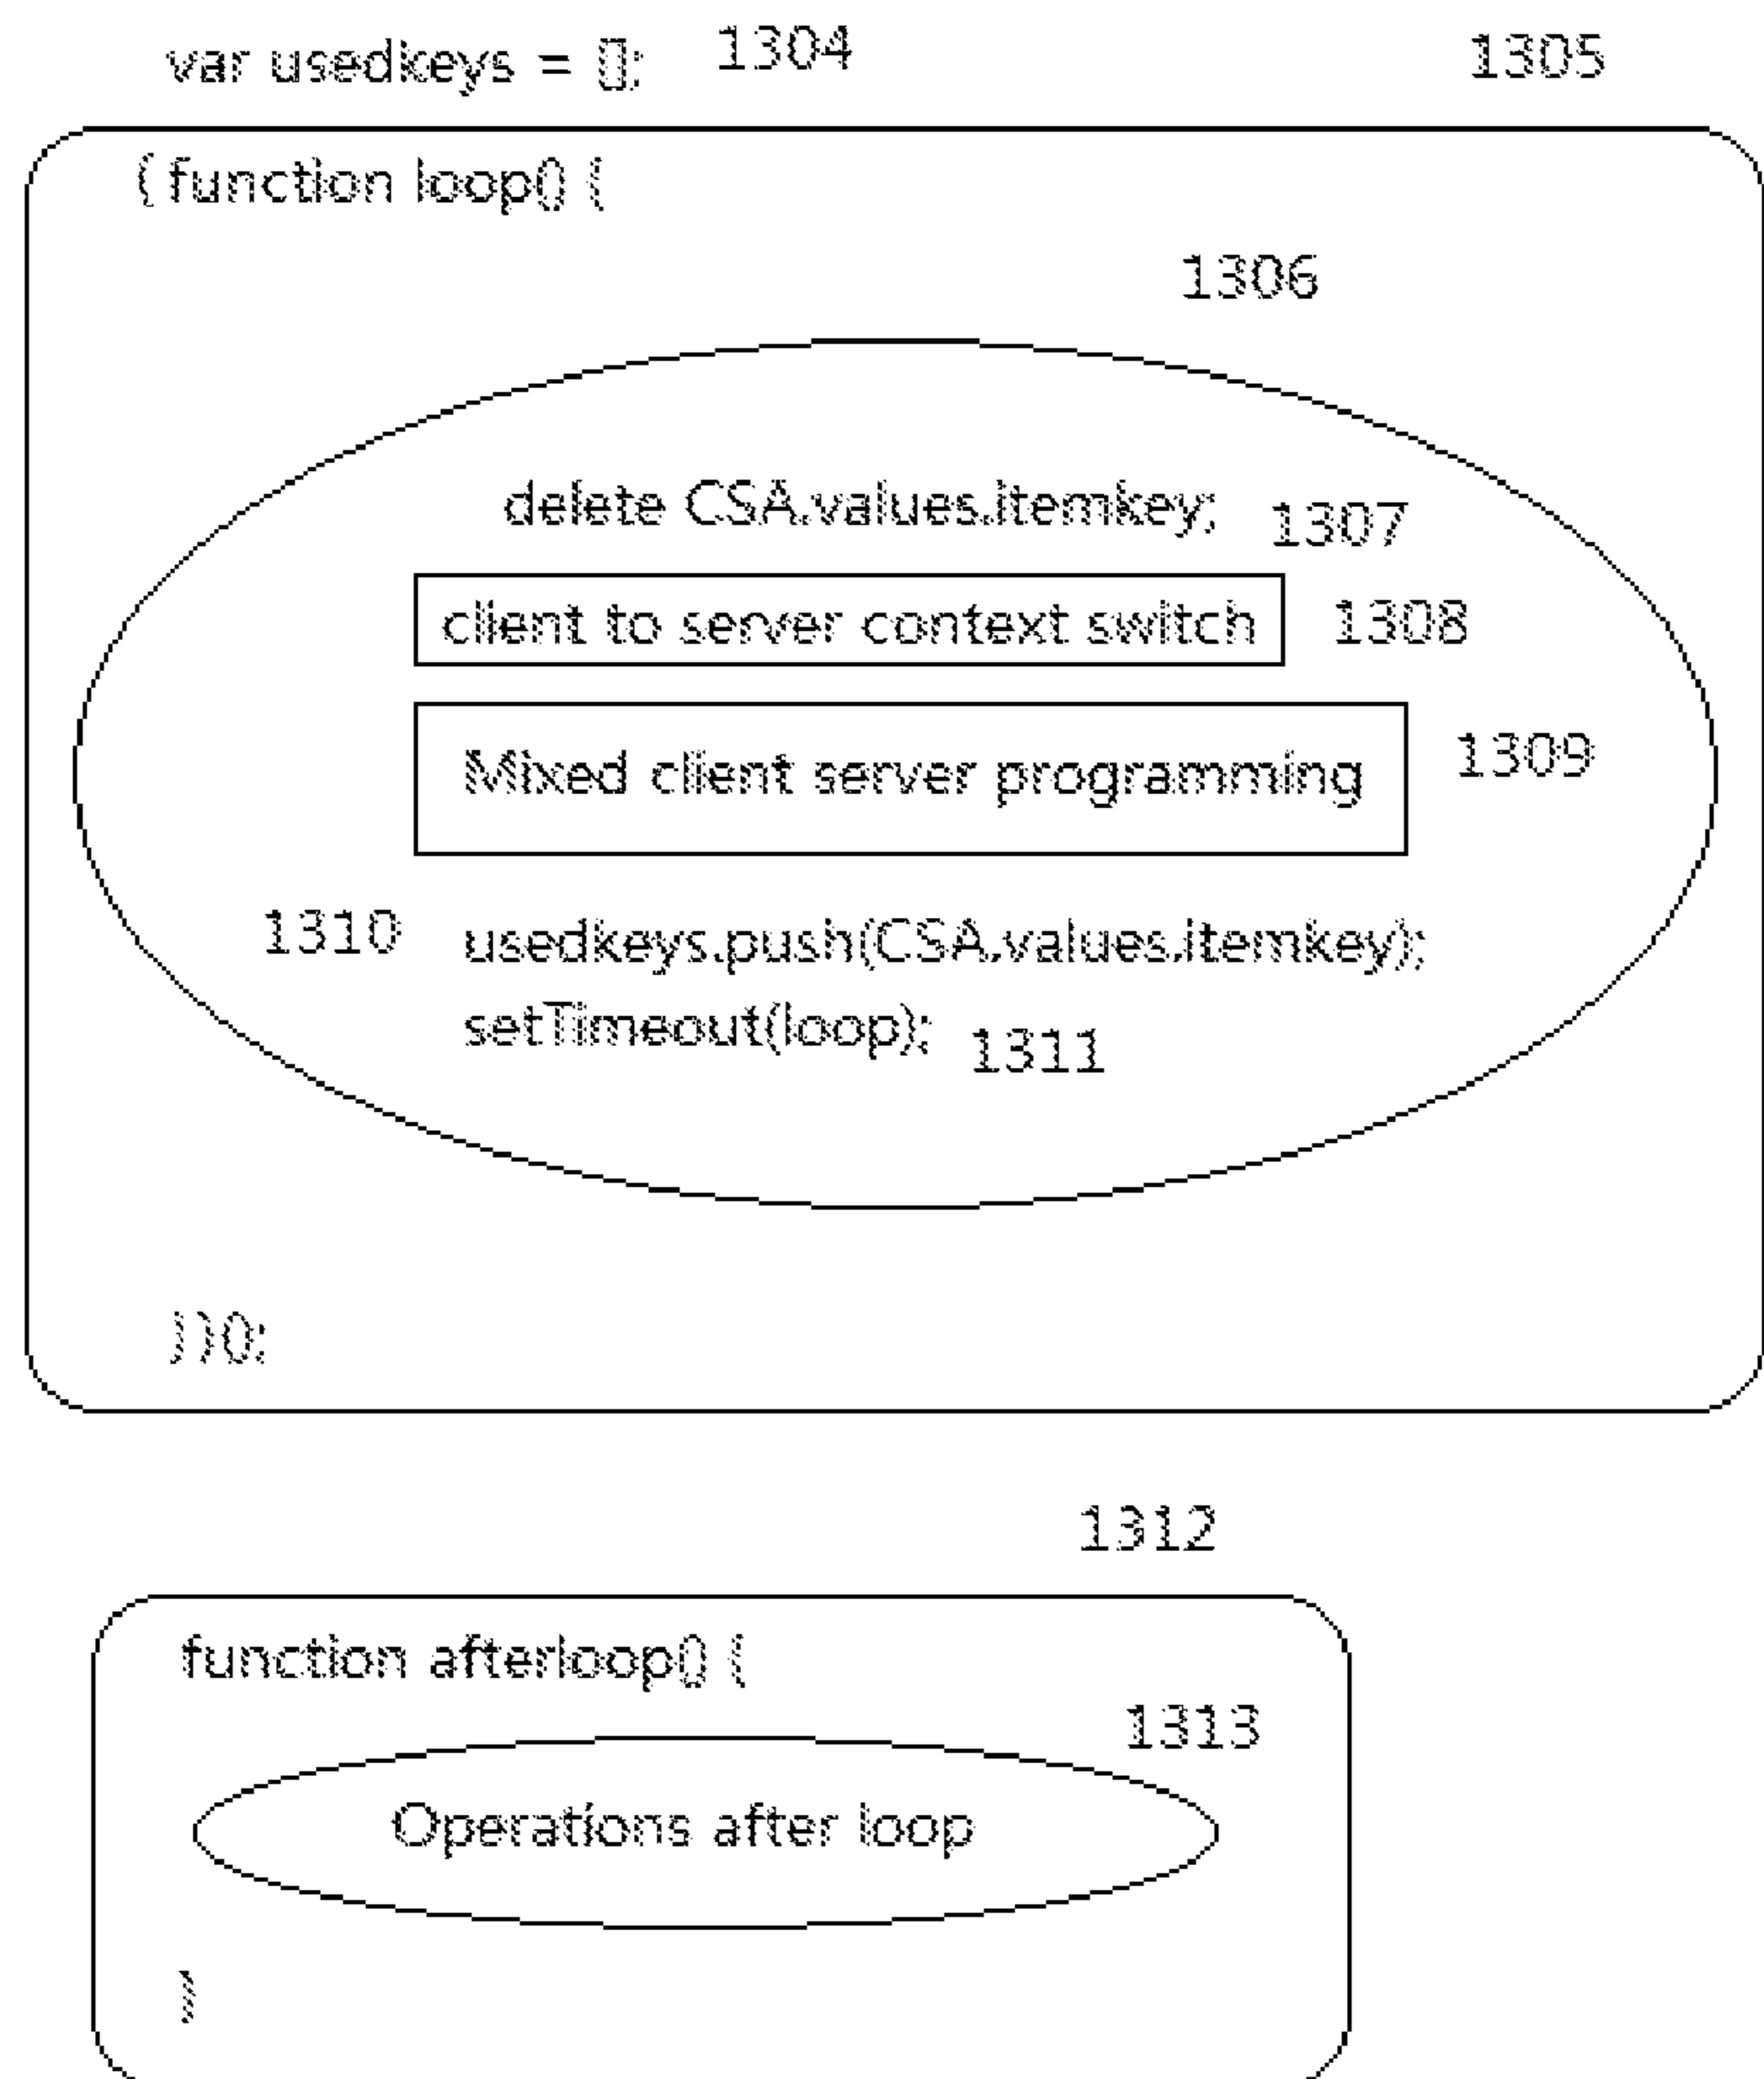 var usedkeys = []; 1304 1305
{ function loop() {
1306
delete CSA.values.itemkey; 1307
client to server context switch 1308
Mixed client server programming 1309
1310 usedkeys.push(CSA.values.itemkey);
setTimeout(loop); 1311
} })();
1312
function afterloop() {
1313
Operations after loop
}